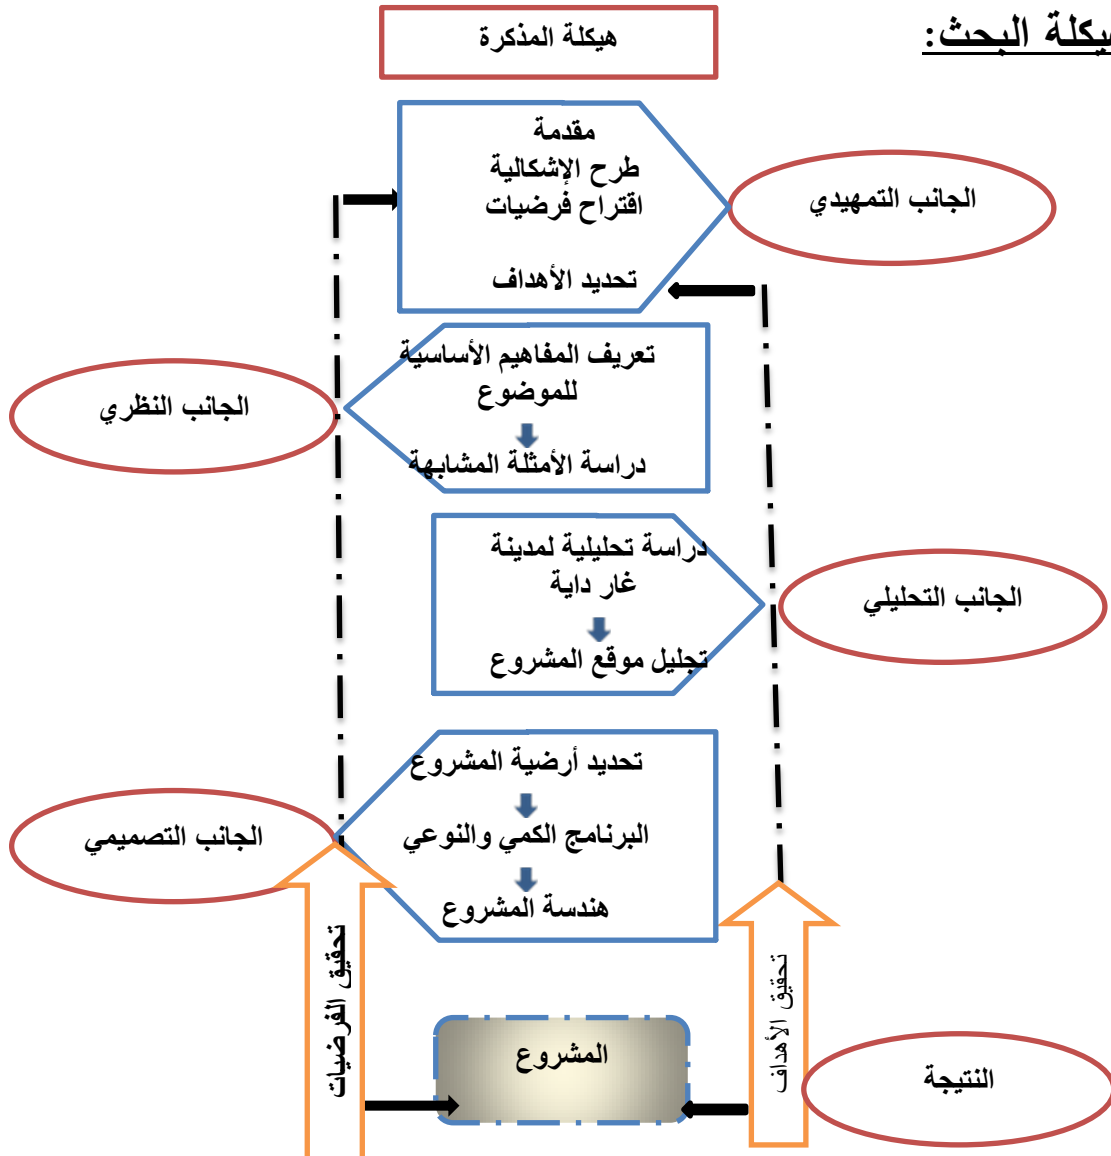 هيكلة البحث:
هيكلة المذكرة
مقدمة
طرح الإشكالية
اقتراح فرضيات
تحديد الأهداف
الجانب التمهيدي
تعريف المفاهيم الأساسية
للموضوع
دراسة الأمثلة المشابهة
الجانب النظري
دراسة تحليلية لمدينة
غار داية
تجليل موقع المشروع
الجانب التحليلي
تحديد أرضية المشروع
البرنامج الكمي والنوعي
هندسة المشروع
الجانب التصميمي
تحقيق الأهداف
تحقيق الفرضيات
المشروع
النتيجة